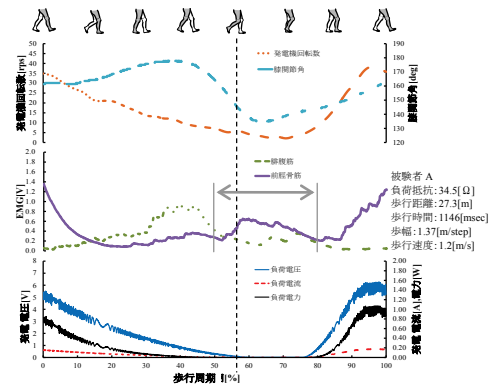 発電機回転数[rps]
50
45
40
35
30
25
20
15
10
5
0
発電機回転数
膝関節角
190
180
170
160
150
140
130
120
膝関節角[deg]
EMG[V]
2.0
1.8
1.6
1.4
1.2
1.0
0.8
0.6
0.4
0.2
0.0
腓腹筋
前脛骨筋
被験者 A
負荷抵抗:34.5[Ω]
歩行距離:27.3[m]
歩行時間:1146[msec]
歩幅:1.37[m/step]
歩行速度:1.2[m/s]
発電 電圧[V]
8
7
6
5
4
3
2
1
0
負荷電圧
負荷電流
負荷電力
2.00
1.80
1.60
1.40
1.20
1.00
0.80
0.60
0.40
0.20
0.00
発電 電流[A],電力[W]
0 10 20 30 40 50 60 70 80 90 100
歩行周期
[%]